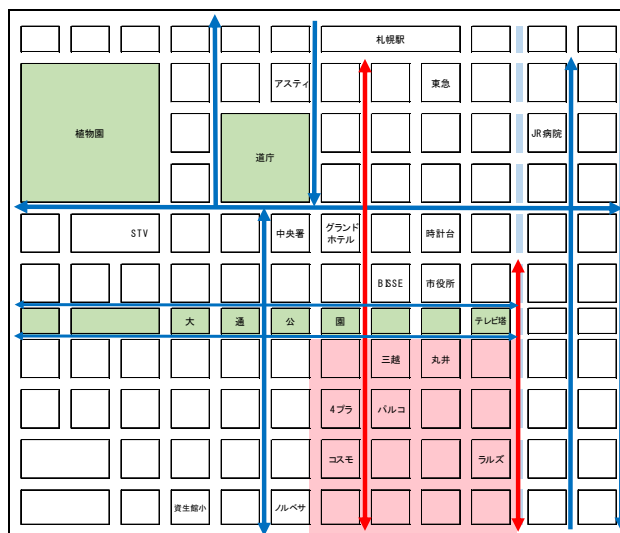 札幌駅
アスティ
東急
植物園
道庁
JR病院
STV
中央署
グランド
ホテル
時計台
BISSE
市役所
大 通 公 園
テレビ塔
三越
丸井
4プラ
パルコ
コスモ
ラルズ
資生館小
ノルベサ